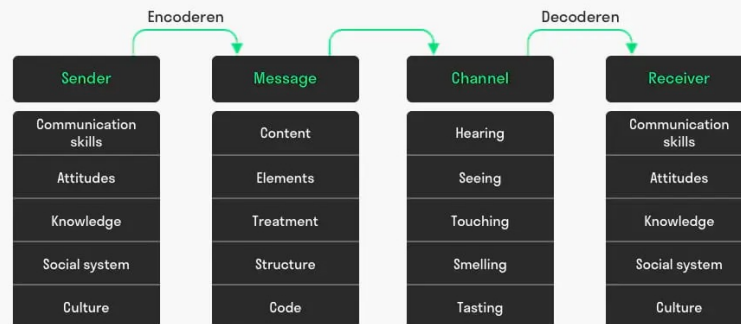 Encoderen
Decoderen
Sender
Message
Channel
Receiver
Communication
skills
Content
Hearing
Communication
skills
Attitudes
Elements
Seeing
Attitudes
Knowledge
Treatment
Touching
Knowledge
Social system
Structure
Smelling
Social system
Culture
Code
Tasting
Culture